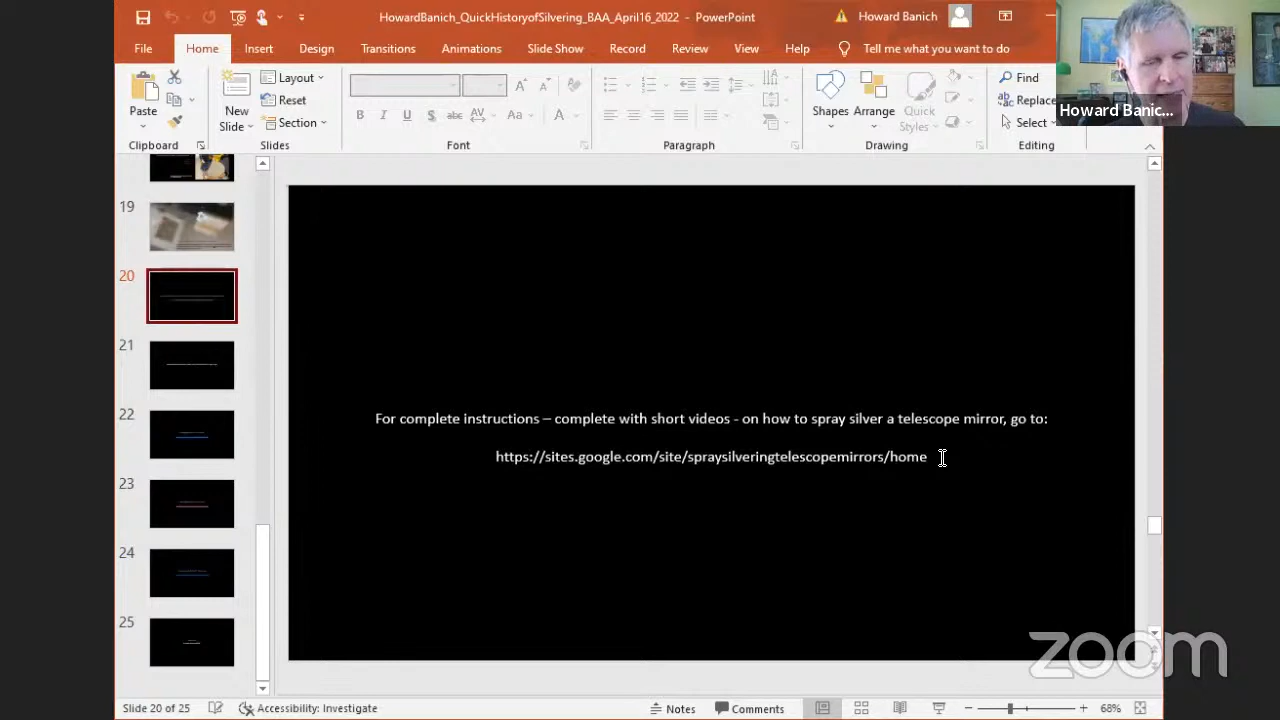 HowardBanich_QuickHistoryofSilvering_BAA_April16_2022 - PowerPoint
Howard Banich
File Home Insert Design Transitions Animations Slide Show Record Review View Help Tell me what you want to do
Paste
Clipboard
New
Slide
Layout
Reset
Section
Slides
B I U S ab AV Aa A
Font
Paragraph
Shapes Arrange Quick
Styles
Drawing
Find
Replace
Select
Editing
Howard Banic...
19
20
21
22
23
24
25
For complete instructions – complete with short videos - on how to spray silver a telescope mirror, go to:
https://sites.google.com/site/spraysilveringtelescopemirrors/home
zoom
Slide 20 of 25 Accessibility: Investigate Notes Comments 68%